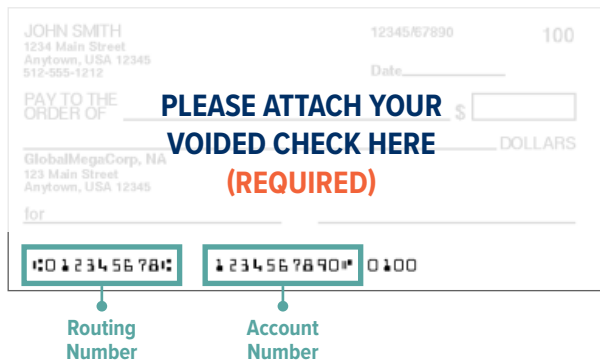 JOHN SMITH 12345/67890 100
1234 Main Street
Anytown, USA 12345
512-555-1212 Date
PAY TO THE
ORDER OF $
PLEASE ATTACH YOUR
VOIDED CHECK HERE
(REQUIRED)
DOLLARS
GlobalMegaCorp, NA
123 Main Street
Anytown, USA 12345
for
⑆012345678⑆ 1234567890⑈ 0100
Routing Number
Account Number